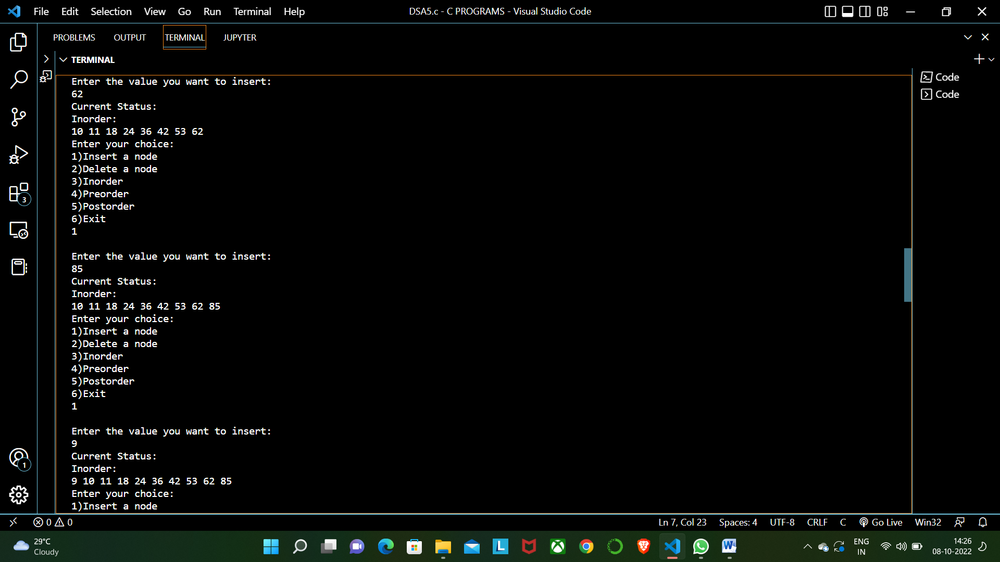 File Edit Selection View Go Run Terminal Help DSA5.c - C PROGRAMS - Visual Studio Code
PROBLEMS OUTPUT TERMINAL JUPYTER
TERMINAL
Code
Code
Enter the value you want to insert:
62
Current Status:
Inorder:
10 11 18 24 36 42 53 62
Enter your choice:
1)Insert a node
2)Delete a node
3)Inorder
4)Preorder
5)Postorder
6)Exit
1
Enter the value you want to insert:
85
Current Status:
Inorder:
10 11 18 24 36 42 53 62 85
Enter your choice:
1)Insert a node
2)Delete a node
3)Inorder
4)Preorder
5)Postorder
6)Exit
1
Enter the value you want to insert:
9
Current Status:
Inorder:
9 10 11 18 24 36 42 53 62 85
Enter your choice:
1)Insert a node
3
1
0 0 Ln 7, Col 23 Spaces: 4 UTF-8 CRLF C Go Live Win32
29°C
Cloudy
L
W
ENG
IN
14:26
08-10-2022